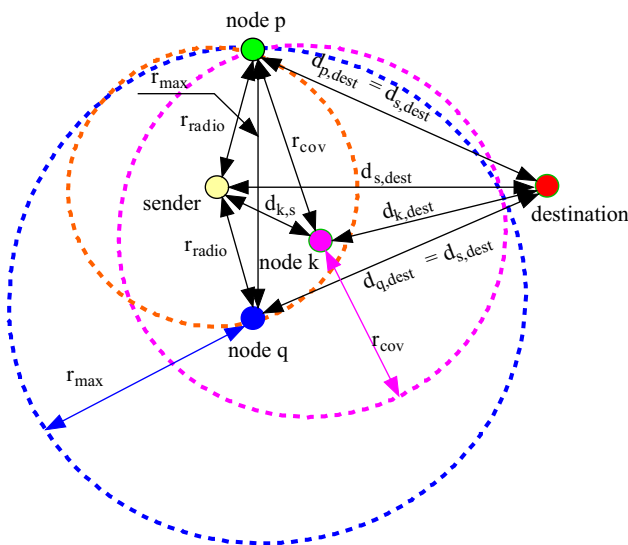 node p
r_max
d_p,dest = d_s,dest
r_radio
r_cov
d_s,dest
sender
d_k,s
d_k,dest
destination
r_radio
node k
d_q,dest = d_s,dest
node q
r_cov
r_max